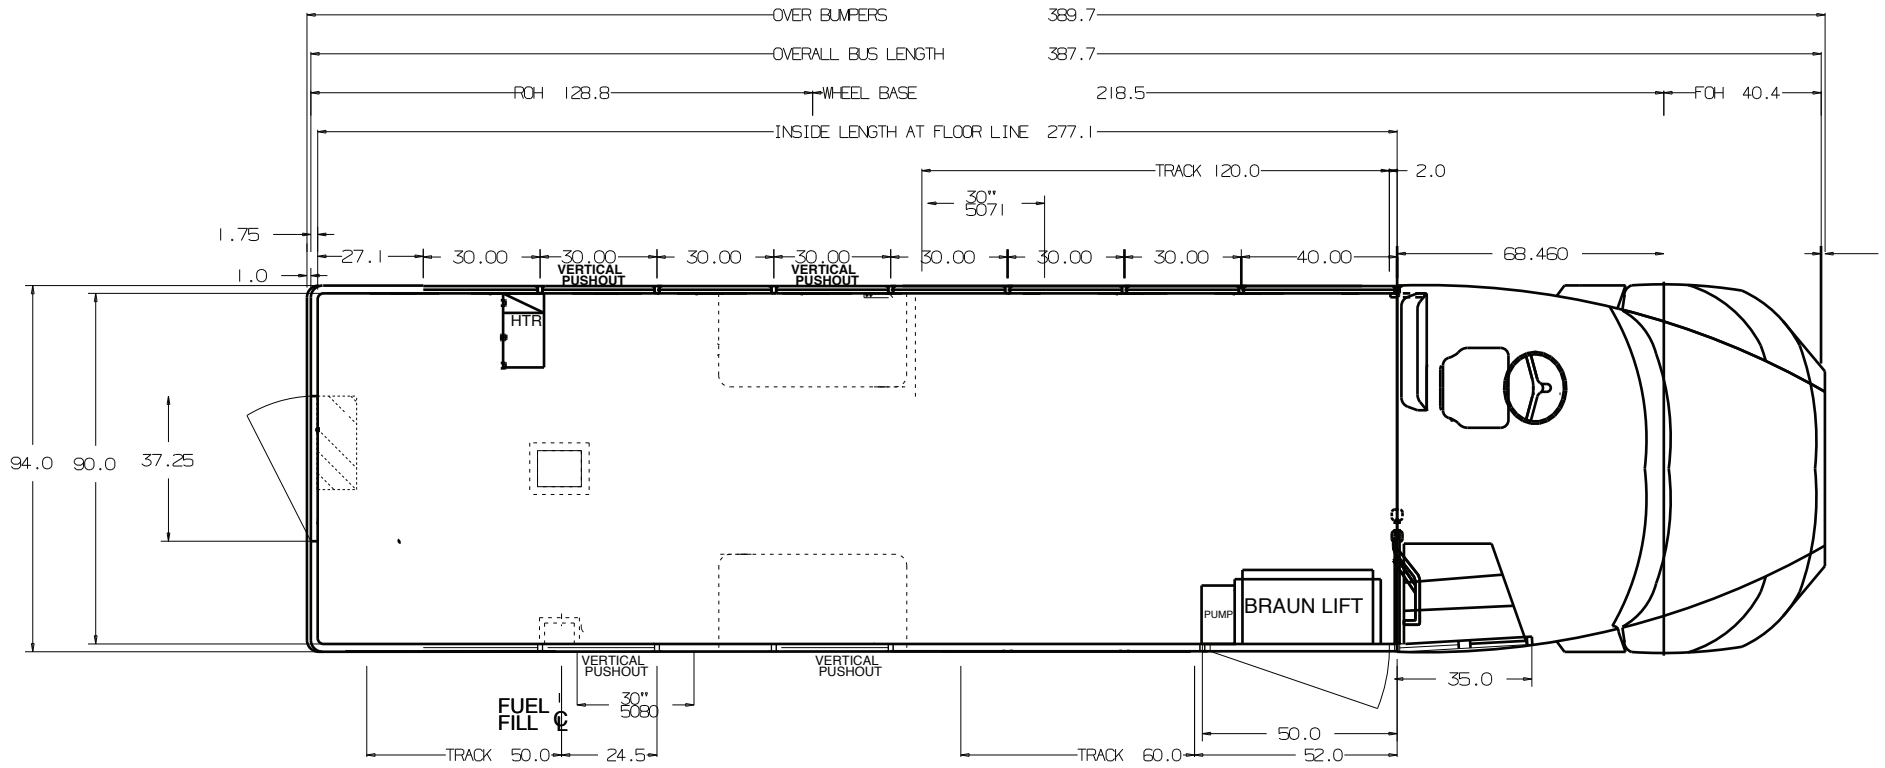 OVER BUMPERS 389.7
OVERALL BUS LENGTH 387.7
ROH 128.8 WHEEL BASE 218.5 FOH 40.4
INSIDE LENGTH AT FLOOR LINE 277.1
TRACK 120.0 2.0
30"
5071
1.75
27.1 30.00 30.00 30.00 30.00 30.00 30.00 30.00 40.00 68.460
1.0
VERTICAL
PUSHOUT
VERTICAL
PUSHOUT
HTR
94.0 90.0 37.25
PUMP
BRAUN LIFT
VERTICAL
PUSHOUT
VERTICAL
PUSHOUT
35.0
30"
5080
FUEL
FILL
℄
50.0
TRACK 50.0 24.5 TRACK 60.0 52.0